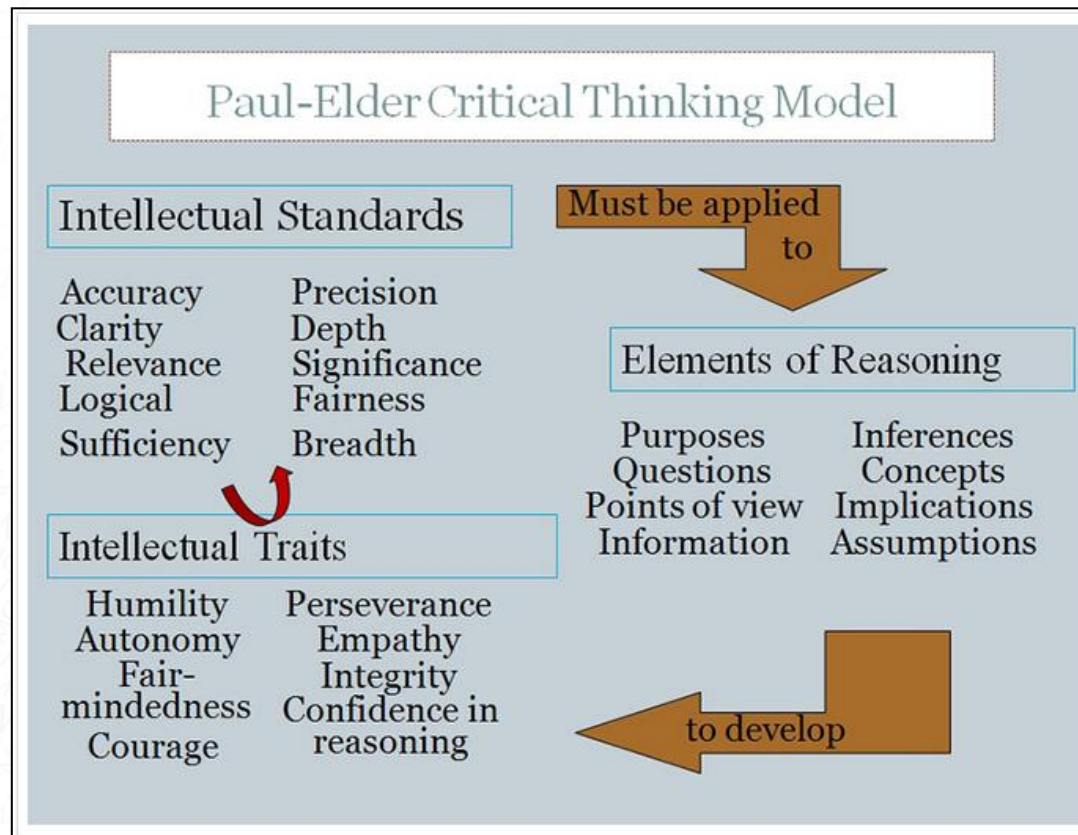 Paul-Elder Critical Thinking Model
Intellectual Standards
Must be applied
to
Accuracy
Clarity
Relevance
Logical
Sufficiency
Precision
Depth
Significance
Fairness
Breadth
Elements of Reasoning
Purposes
Questions
Points of view
Information
Inferences
Concepts
Implications
Assumptions
Intellectual Traits
Humility
Autonomy
Fair-
mindedness
Courage
Perseverance
Empathy
Integrity
Confidence in
reasoning
to develop